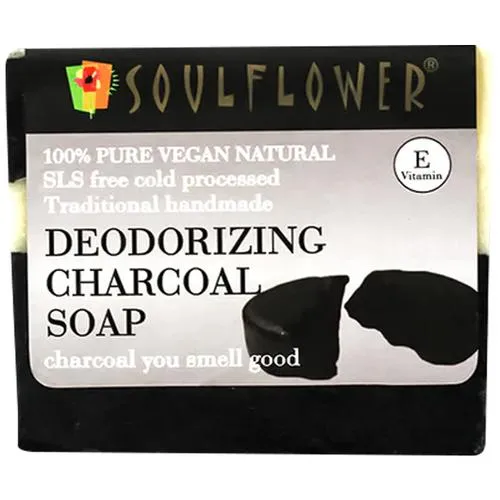 SOULFLOWER®
100% PURE VEGAN NATURAL
SLS free cold processed
Traditional handmade
E
Vitamin
DEODORIZING
CHARCOAL
SOAP
charcoal you smell good